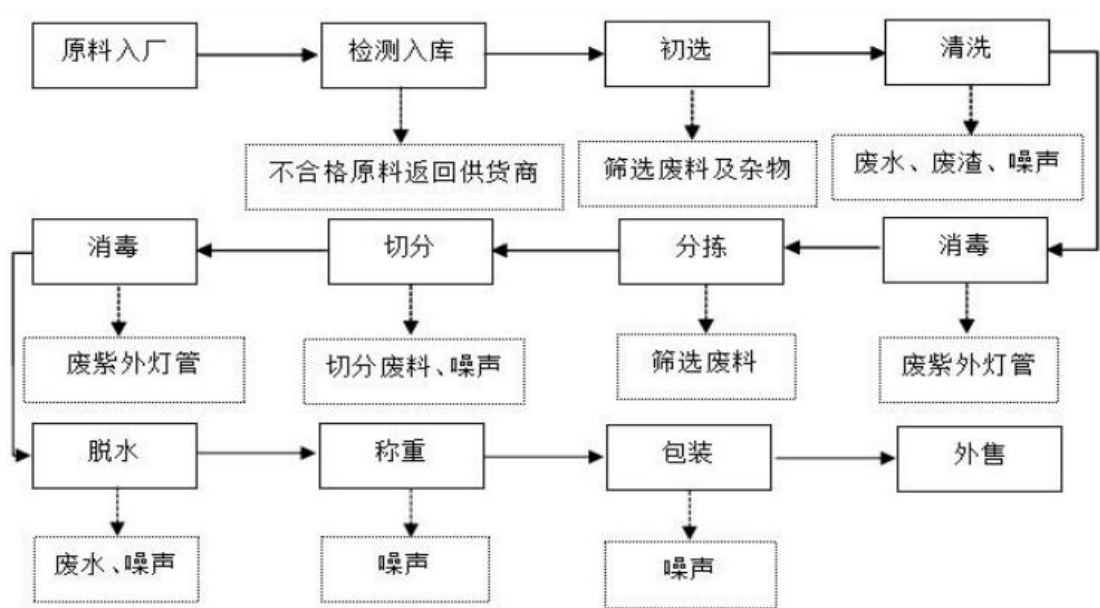 原料入厂
检测入库
初选
清洗
不合格原料返回供货商
筛选废料及杂物
废水、废渣、噪声
消毒
切分
分拣
消毒
废紫外灯管
切分废料、噪声
筛选废料
废紫外灯管
脱水
称重
包装
外售
废水、噪声
噪声
噪声